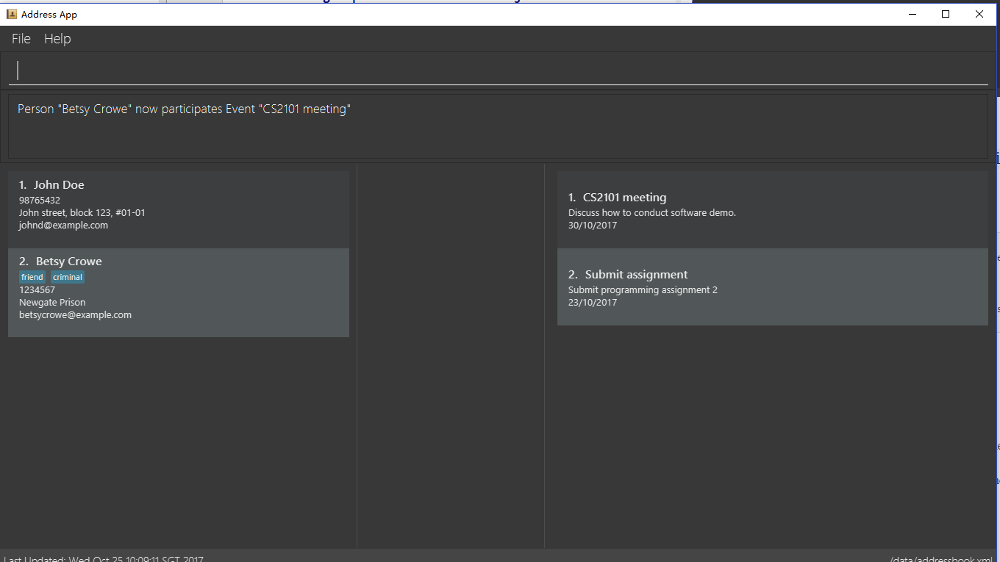 Address App
File Help
Person "Betsy Crowe" now participates Event "CS2101 meeting"
1. John Doe
98765432
John street, block 123, #01-01
johnd@example.com
2. Betsy Crowe
friend criminal
1234567
Newgate Prison
betsycrowe@example.com
1. CS2101 meeting
Discuss how to conduct software demo.
30/10/2017
2. Submit assignment
Submit programming assignment 2
23/10/2017
Last Updated: Wed Oct 25 10:09:11 SGT 2017
/data/addressbook.xml